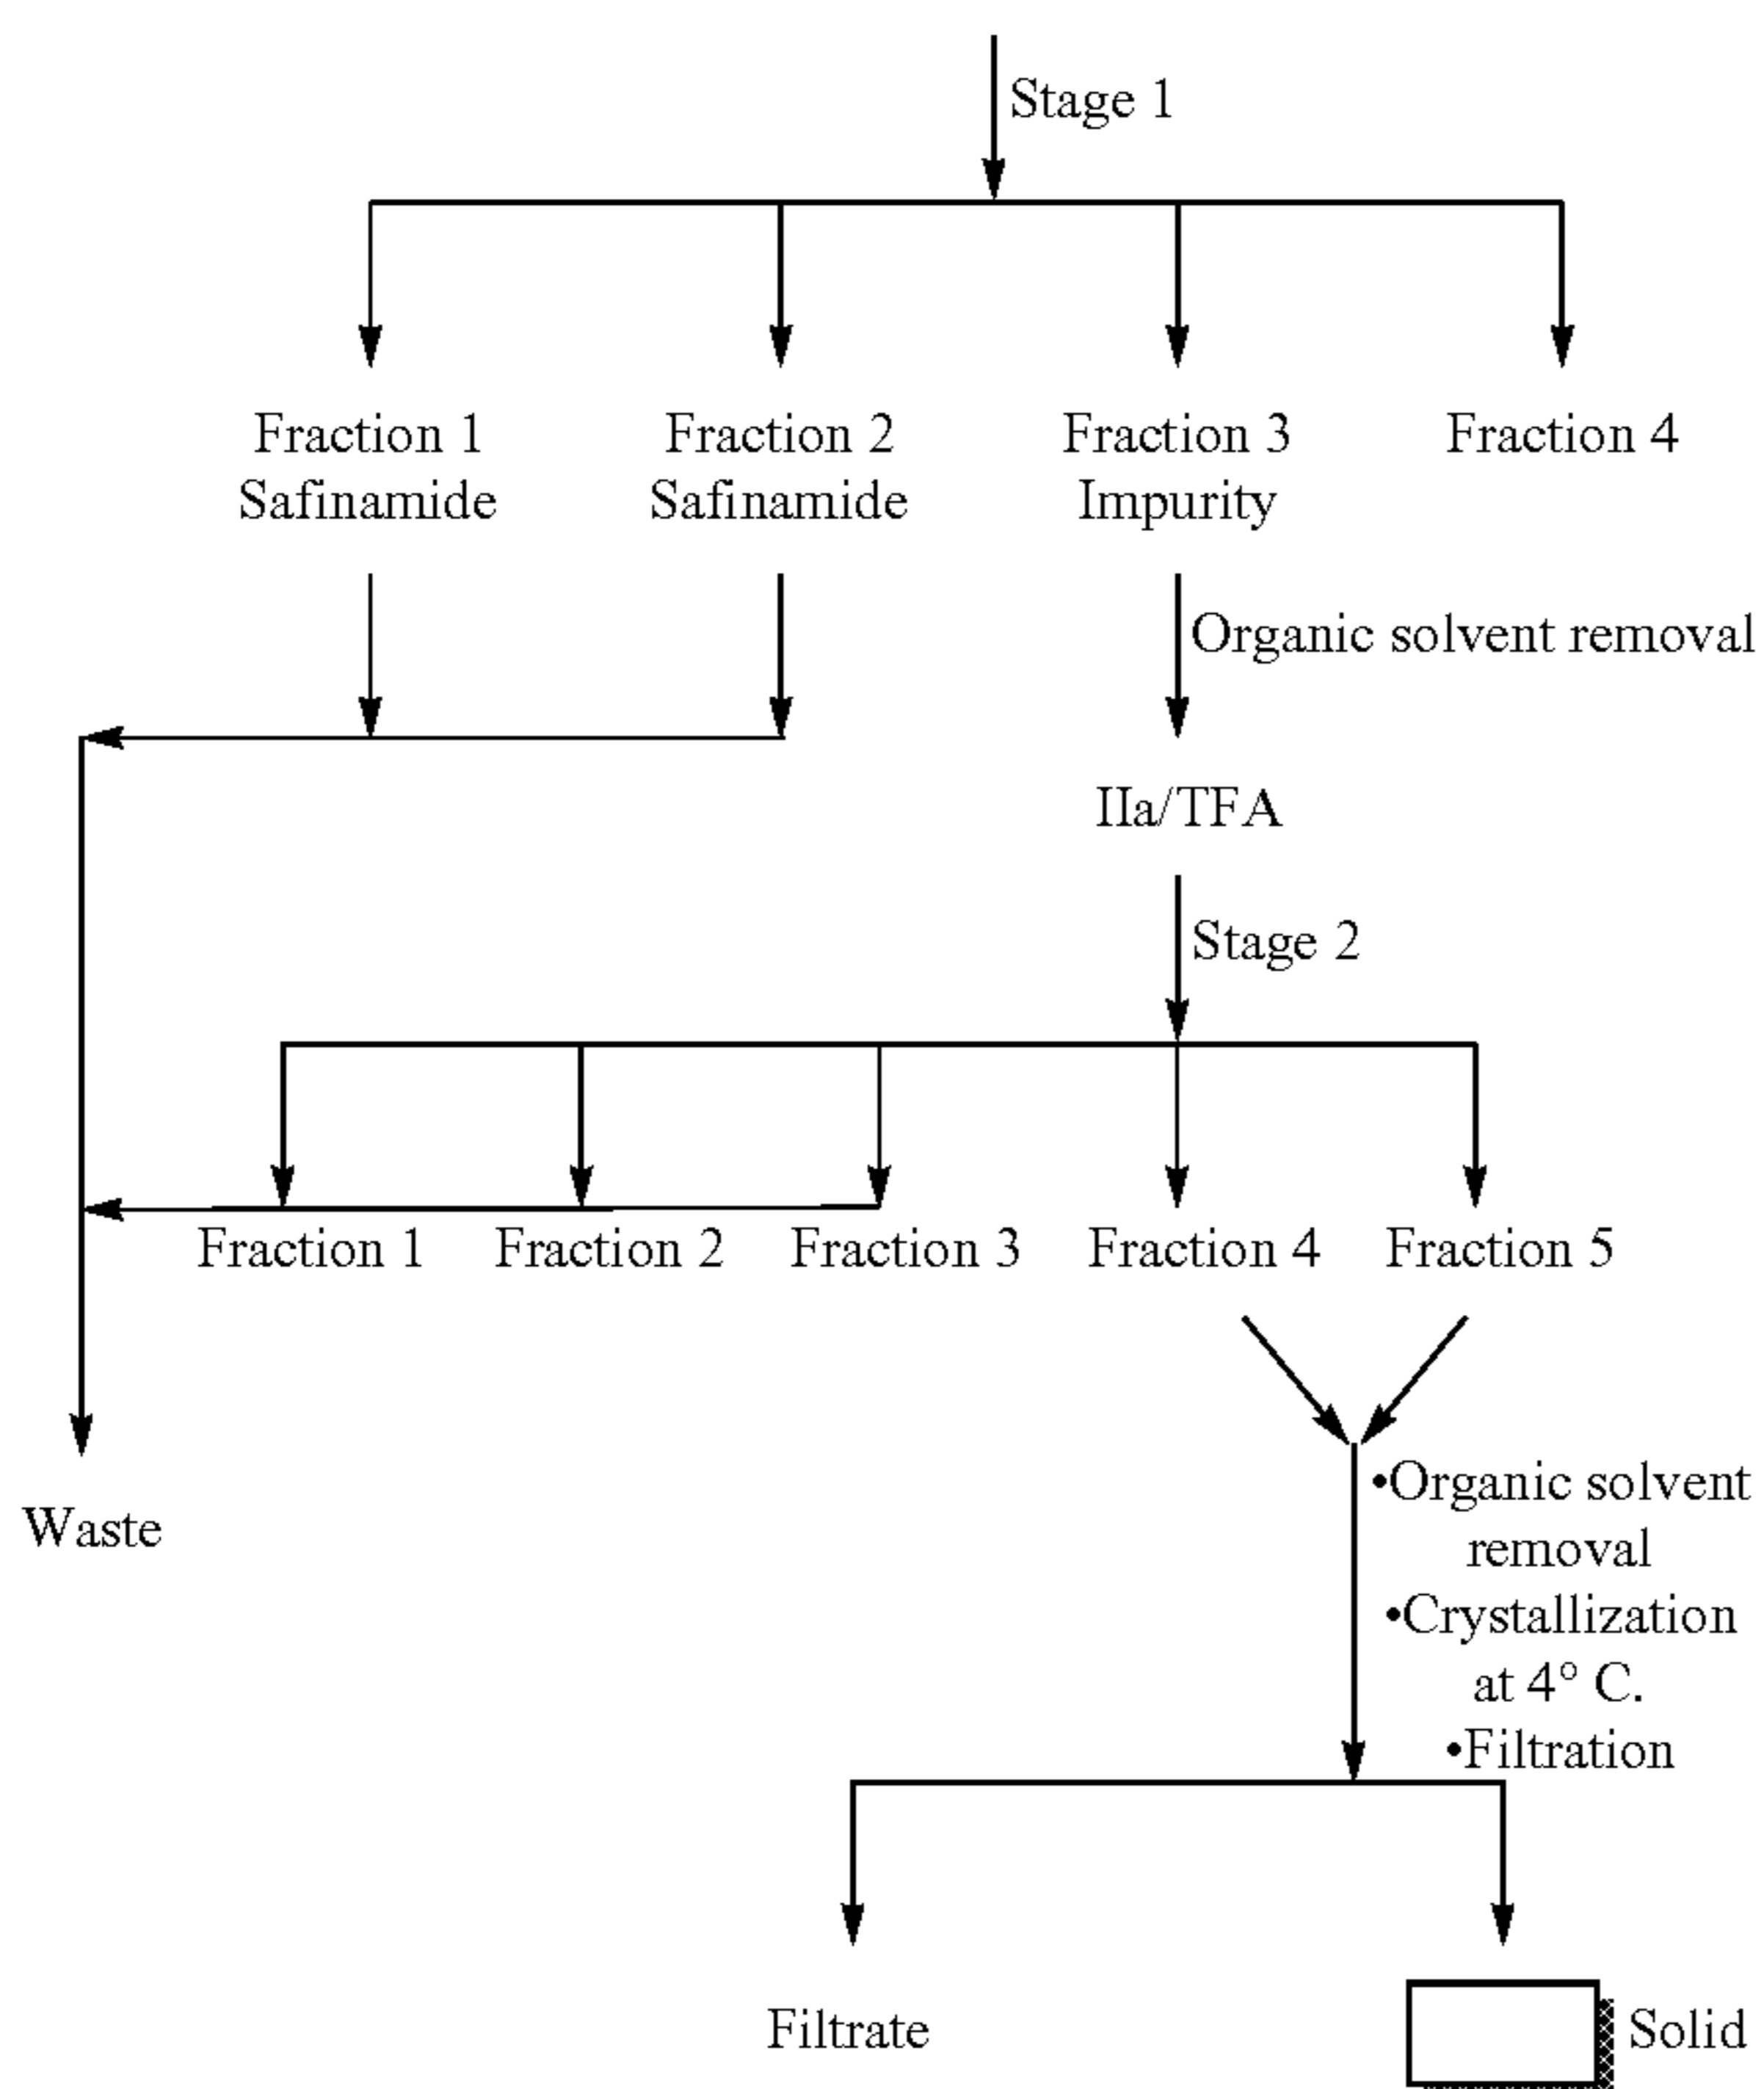 Stage 1
Fraction 1
Safinamide
Fraction 2
Safinamide
Fraction 3
Impurity
Fraction 4
Organic solvent removal
IIa/TFA
Stage 2
Fraction 1
Fraction 2
Fraction 3
Fraction 4
Fraction 5
•Organic solvent
removal
•Crystallization
at 4° C.
•Filtration
Waste
Filtrate
Solid